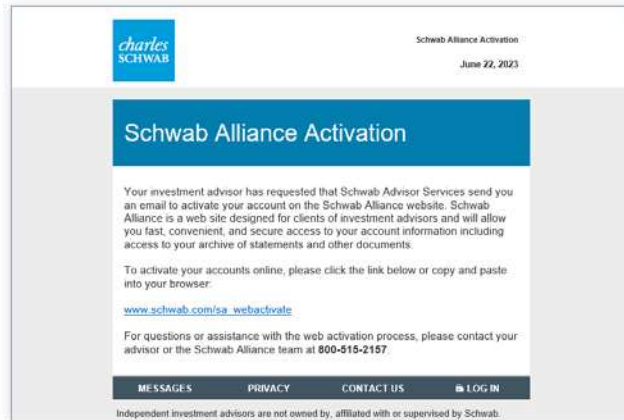 charles
SCHWAB
Schwab Alliance Activation
June 22, 2023
Schwab Alliance Activation
Your investment advisor has requested that Schwab Advisor Services send you
an email to activate your account on the Schwab Alliance website. Schwab
Alliance is a web site designed for clients of investment advisors and will allow
you fast, convenient, and secure access to your account information including
access to your archive of statements and other documents.
To activate your accounts online, please click the link below or copy and paste
into your browser:
www.schwab.com/sa_webactivate
For questions or assistance with the web activation process, please contact your
advisor or the Schwab Alliance team at 800-515-2157.
MESSAGES PRIVACY CONTACT US LOG IN
Independent investment advisors are not owned by, affiliated with or supervised by Schwab.